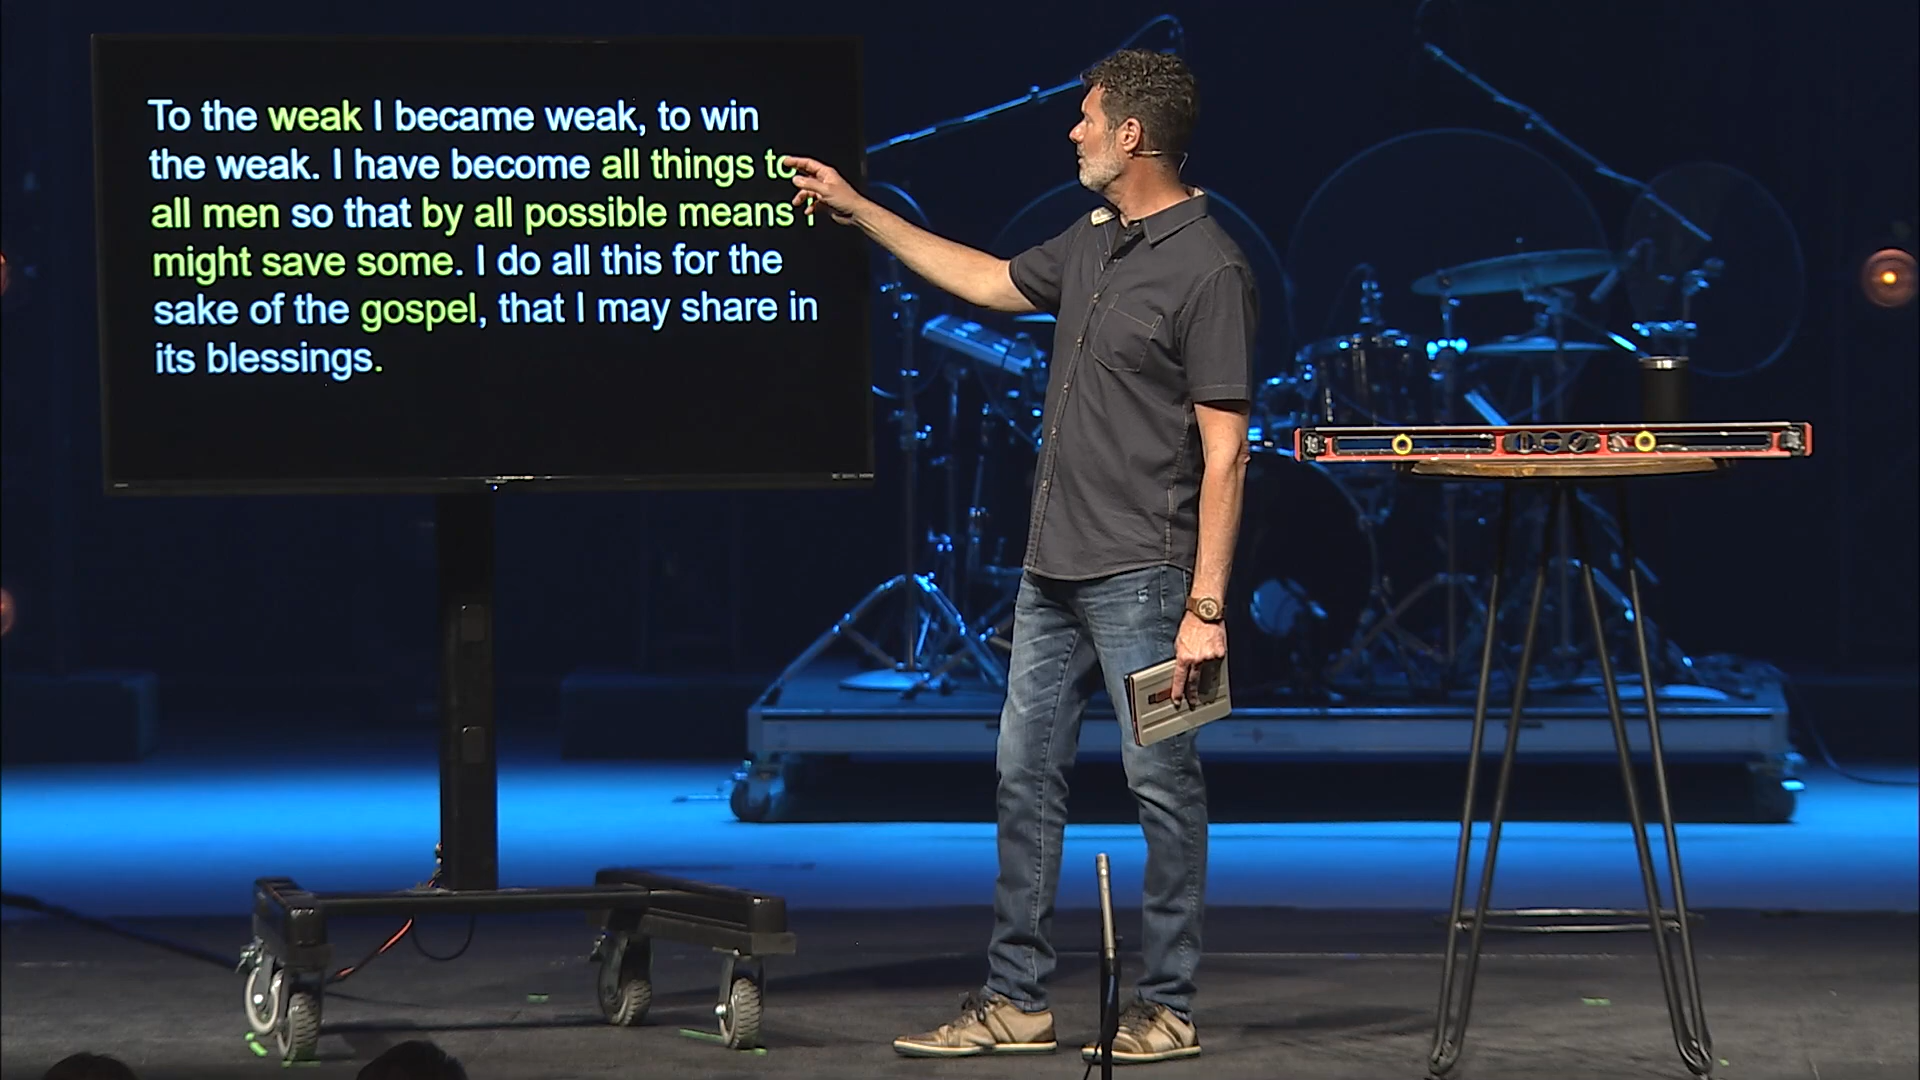 To the weak I became weak, to win
the weak. I have become all things to
all men so that by all possible means I
might save some. I do all this for the
sake of the gospel, that I may share in
its blessings.